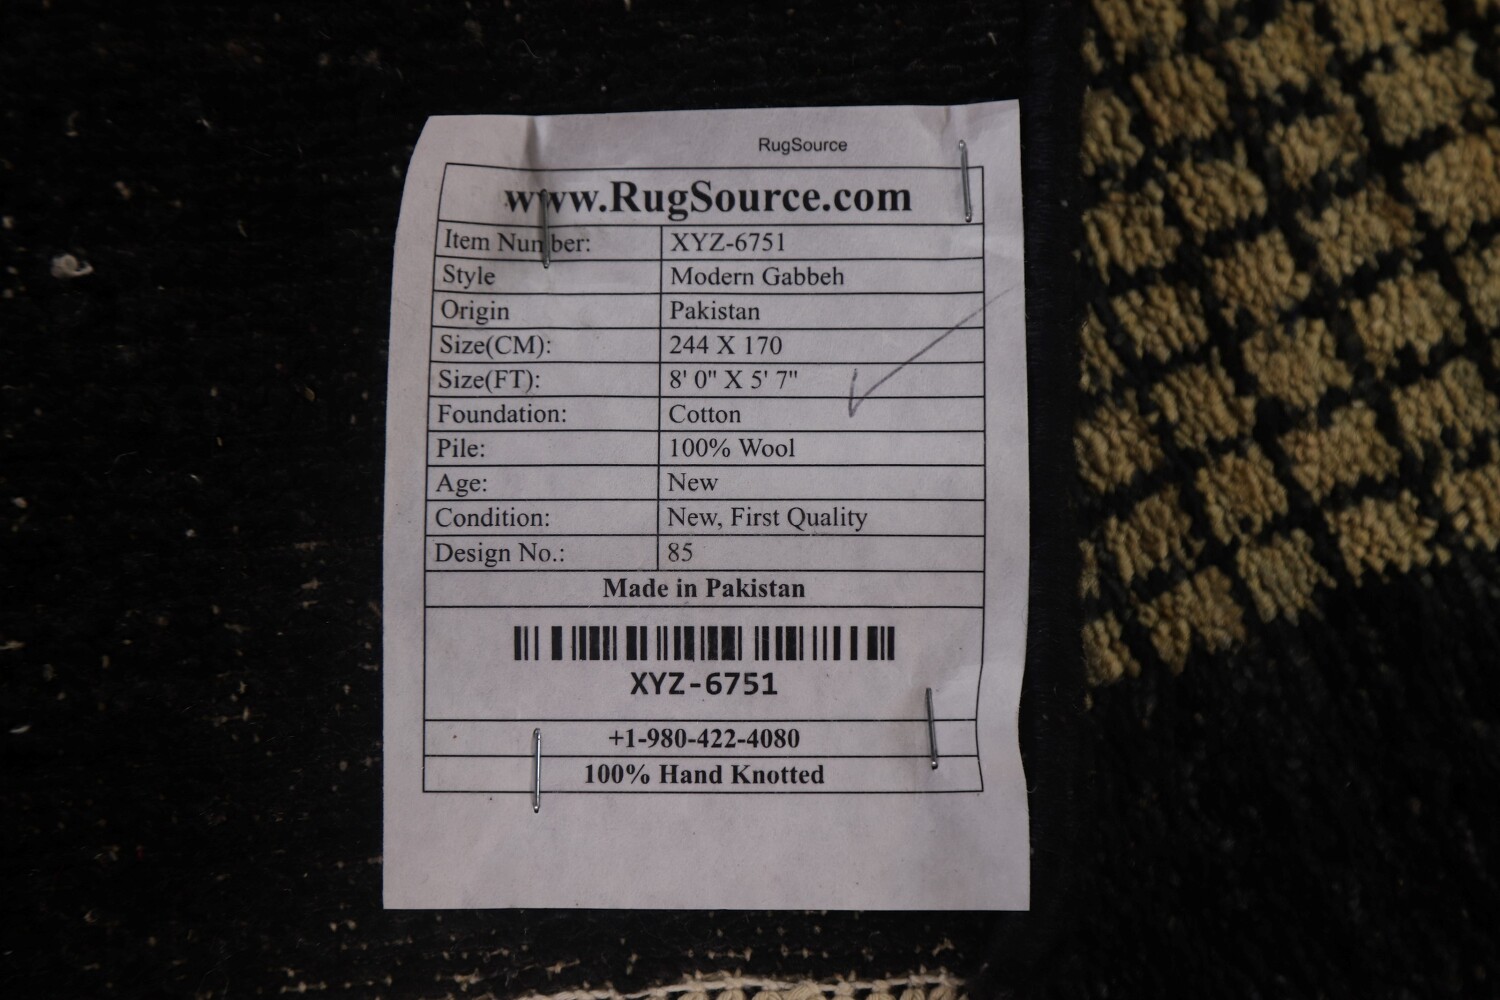 RugSource
www.RugSource.com
Item Number: XYZ-6751
Style Modern Gabbeh
Origin Pakistan
Size(CM): 244 X 170
Size(FT): 8' 0" X 5' 7"
Foundation: Cotton
Pile: 100% Wool
Age: New
Condition: New, First Quality
Design No.: 85
Made in Pakistan
XYZ-6751
+1-980-422-4080
100% Hand Knotted